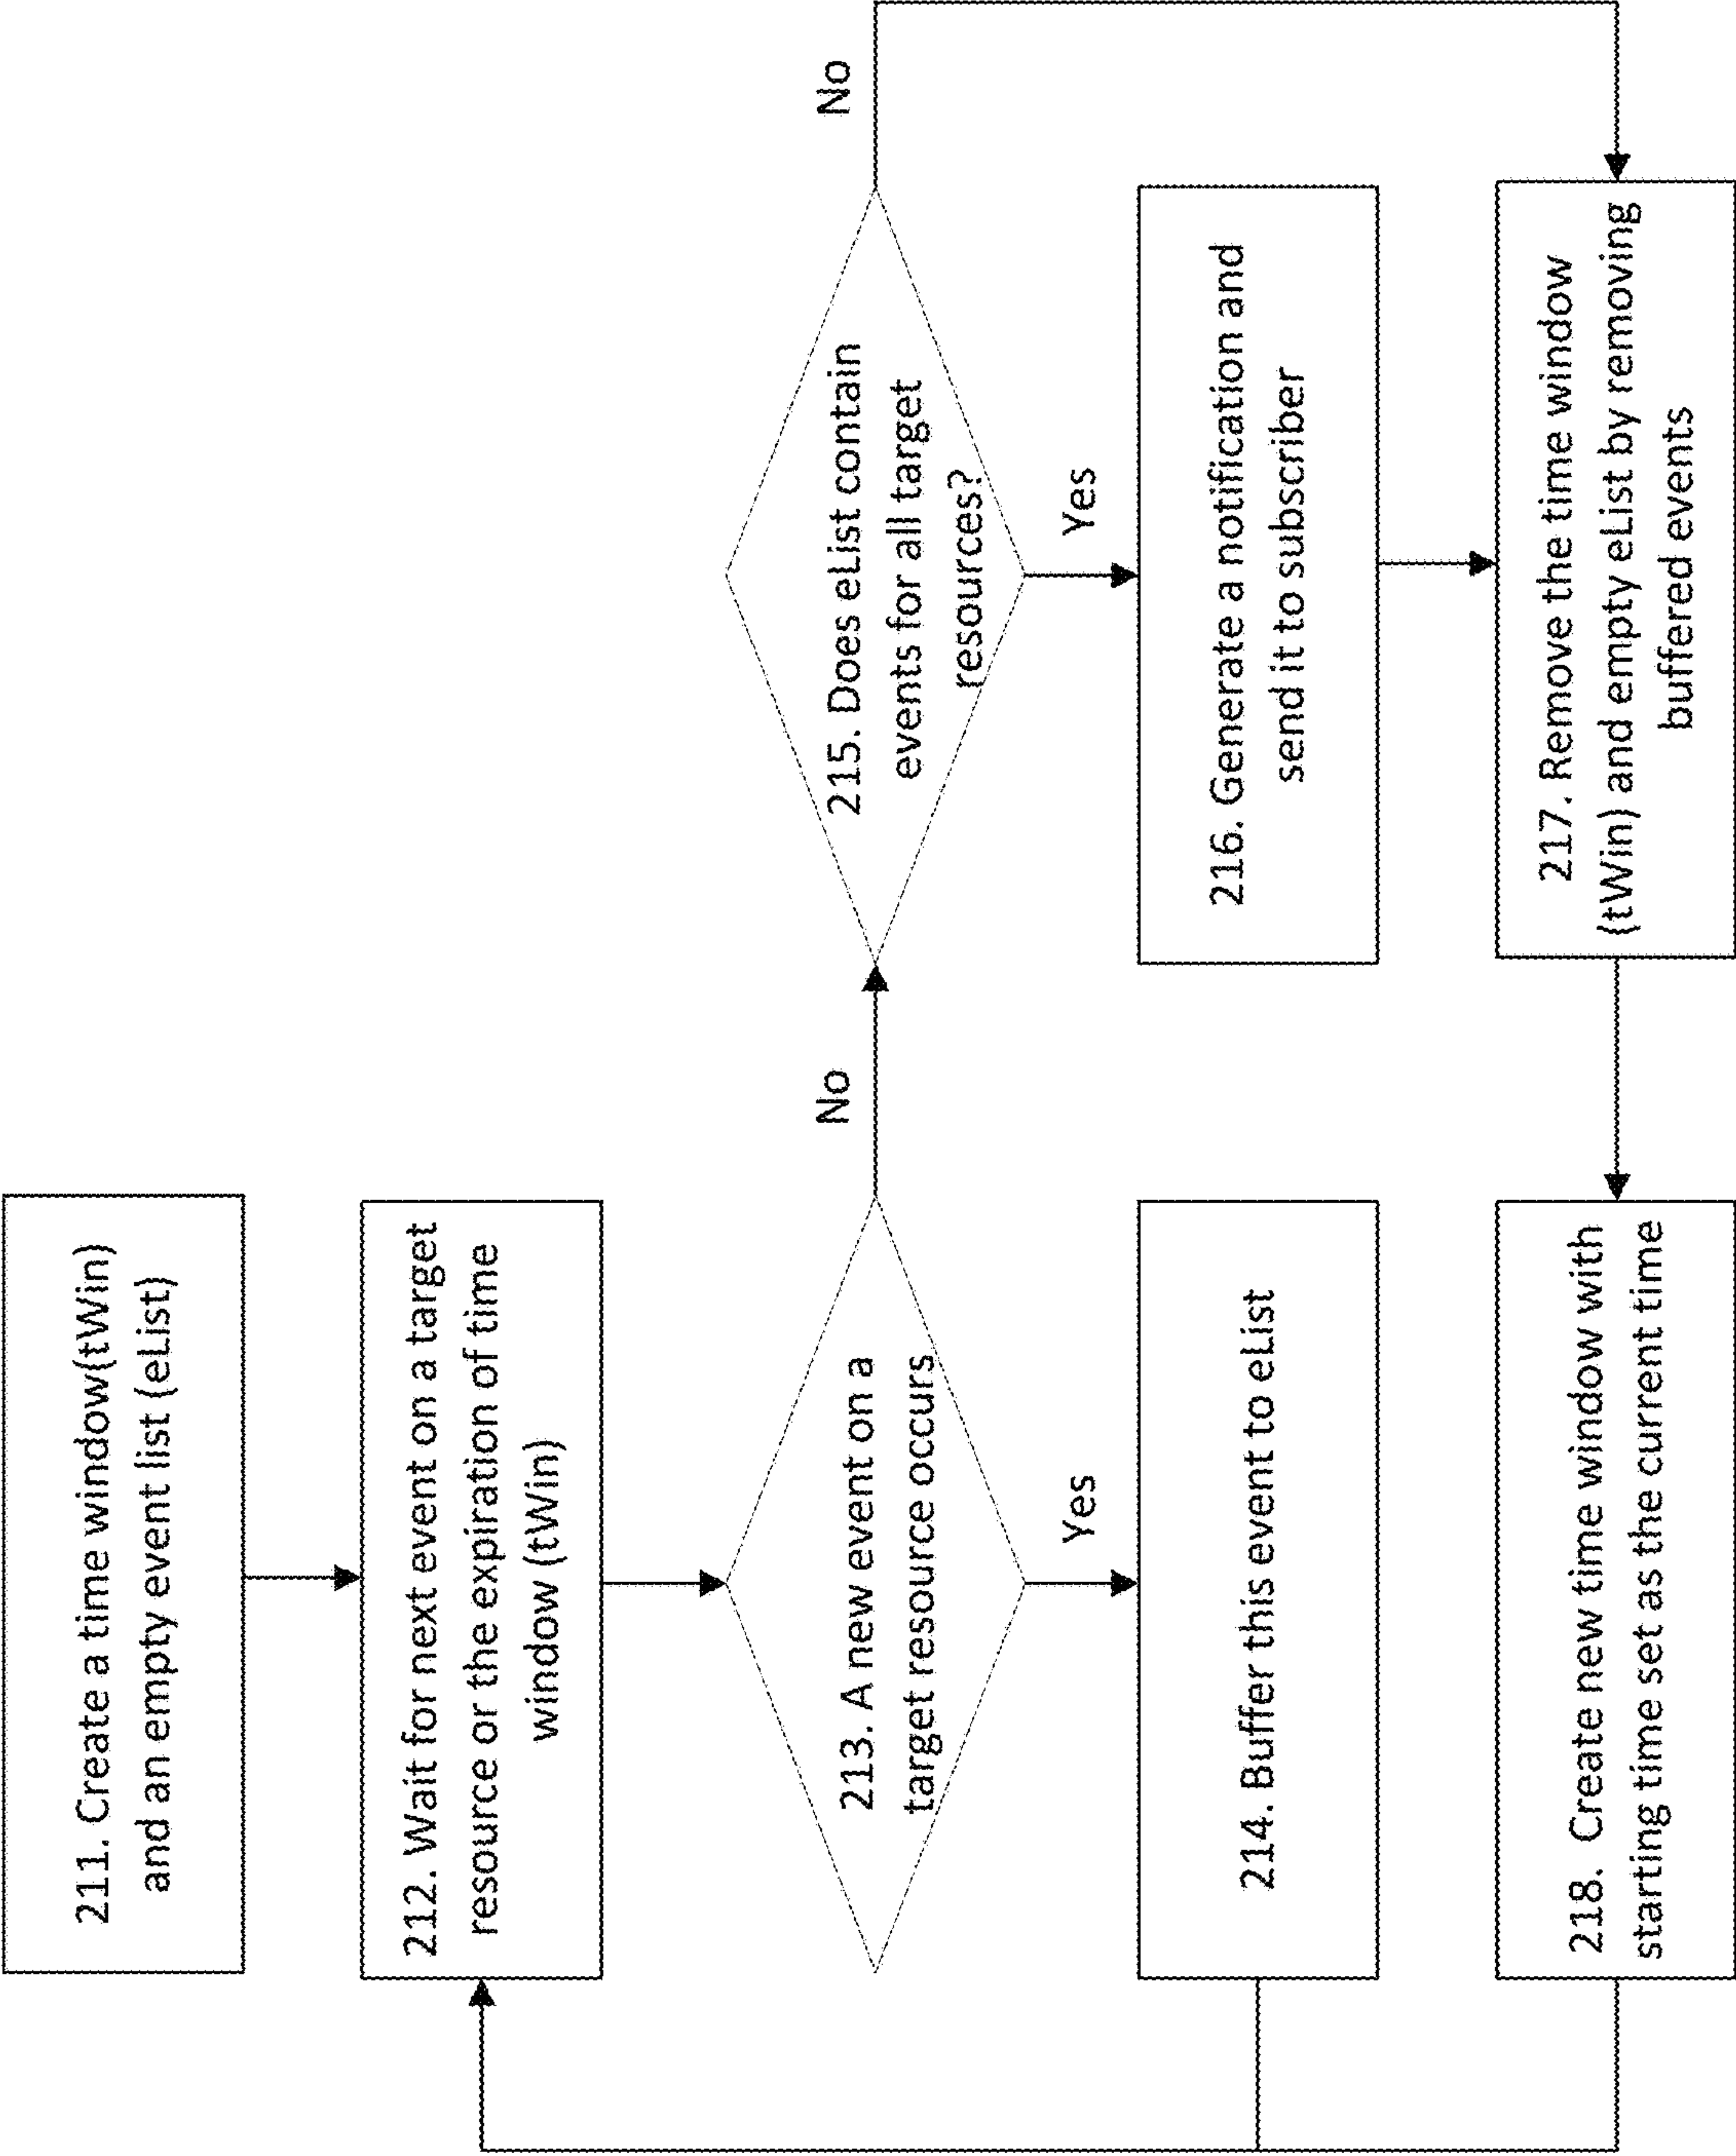 211. Create a time window(tWin)
and an empty event list (eList)
212. Wait for next event on a target
resource or the expiration of time
window (tWin)
213. A new event on a
target resource occurs
No
Yes
214. Buffer this event to eList
215. Does eList contain
events for all target
resources?
No
Yes
216. Generate a notification and
send it to subscriber
217. Remove the time window
(tWin) and empty eList by removing
buffered events
218. Create new time window with
starting time set as the current time